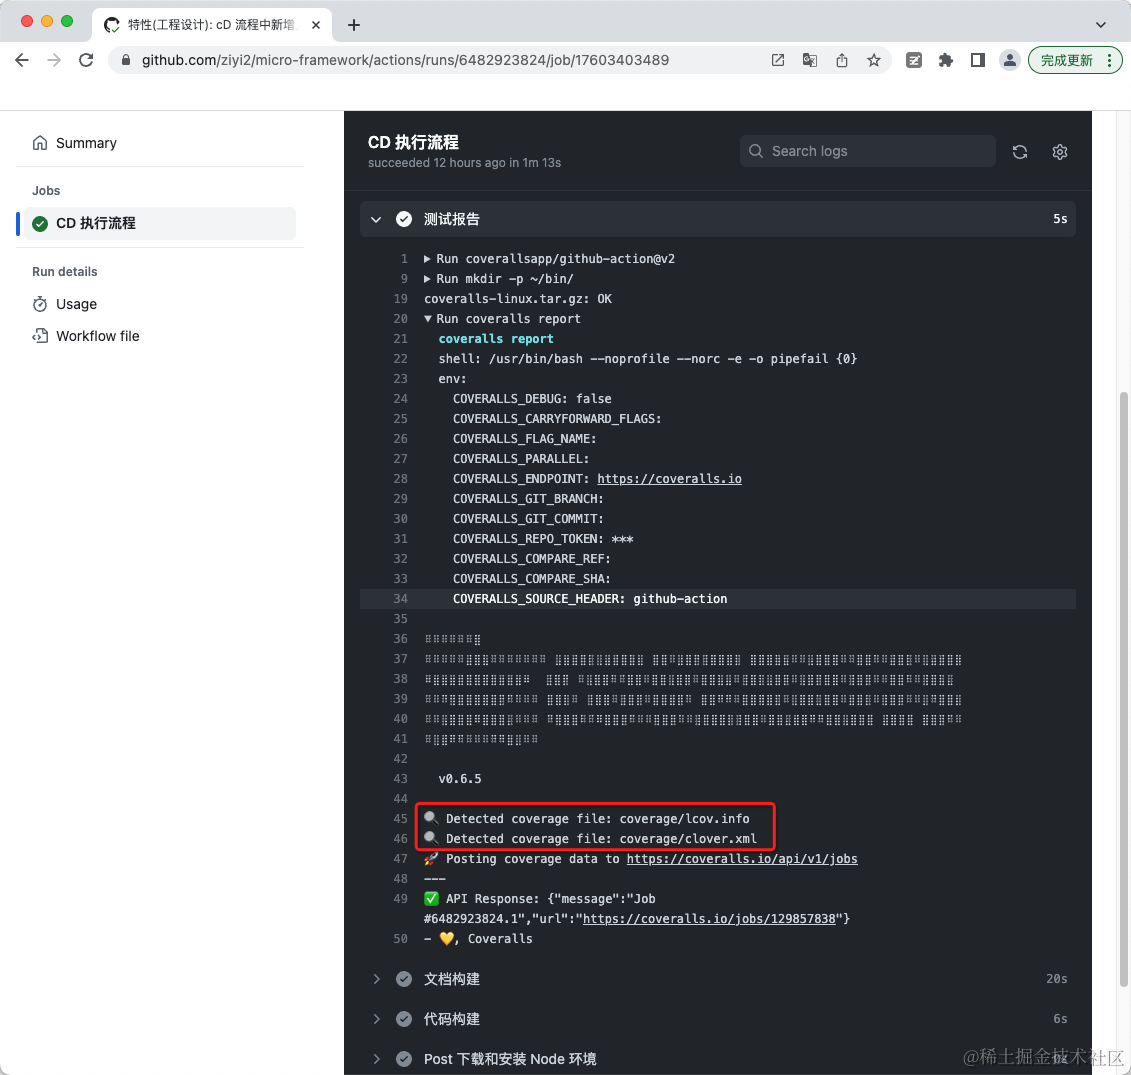 特性(工程设计): cD 流程中新增
github.com/ziyi2/micro-framework/actions/runs/6482923824/job/17603403489
完成更新
Summary
Jobs
CD 执行流程
Run details
Usage
Workflow file
CD 执行流程
succeeded 12 hours ago in 1m 13s
Search logs
测试报告 5s
1 Run coverallsapp/github-action@v2
9 Run mkdir -p ~/bin/
19 coveralls-linux.tar.gz: OK
20 Run coveralls report
21 coveralls report
22 shell: /usr/bin/bash --noprofile --norc -e -o pipefail {0}
23 env:
24 COVERALLS_DEBUG: false
25 COVERALLS_CARRYFORWARD_FLAGS:
26 COVERALLS_FLAG_NAME:
27 COVERALLS_PARALLEL:
28 COVERALLS_ENDPOINT: https://coveralls.io
29 COVERALLS_GIT_BRANCH:
30 COVERALLS_GIT_COMMIT:
31 COVERALLS_REPO_TOKEN: ***
32 COVERALLS_COMPARE_REF:
33 COVERALLS_COMPARE_SHA:
34 COVERALLS_SOURCE_HEADER: github-action
35
36
37
38
39
40
41
42
43 v0.6.5
44
45 🔍 Detected coverage file: coverage/lcov.info
46 🔍 Detected coverage file: coverage/clover.xml
47 🚀 Posting coverage data to https://coveralls.io/api/v1/jobs
48 ---
49 ✅ API Response: {"message":"Job
#6482923824.1","url":"https://coveralls.io/jobs/129857838"}
50 - 💛, Coveralls
文档构建 20s
代码构建 6s
Post 下载和安装 Node 环境
@稀土掘金技术社区